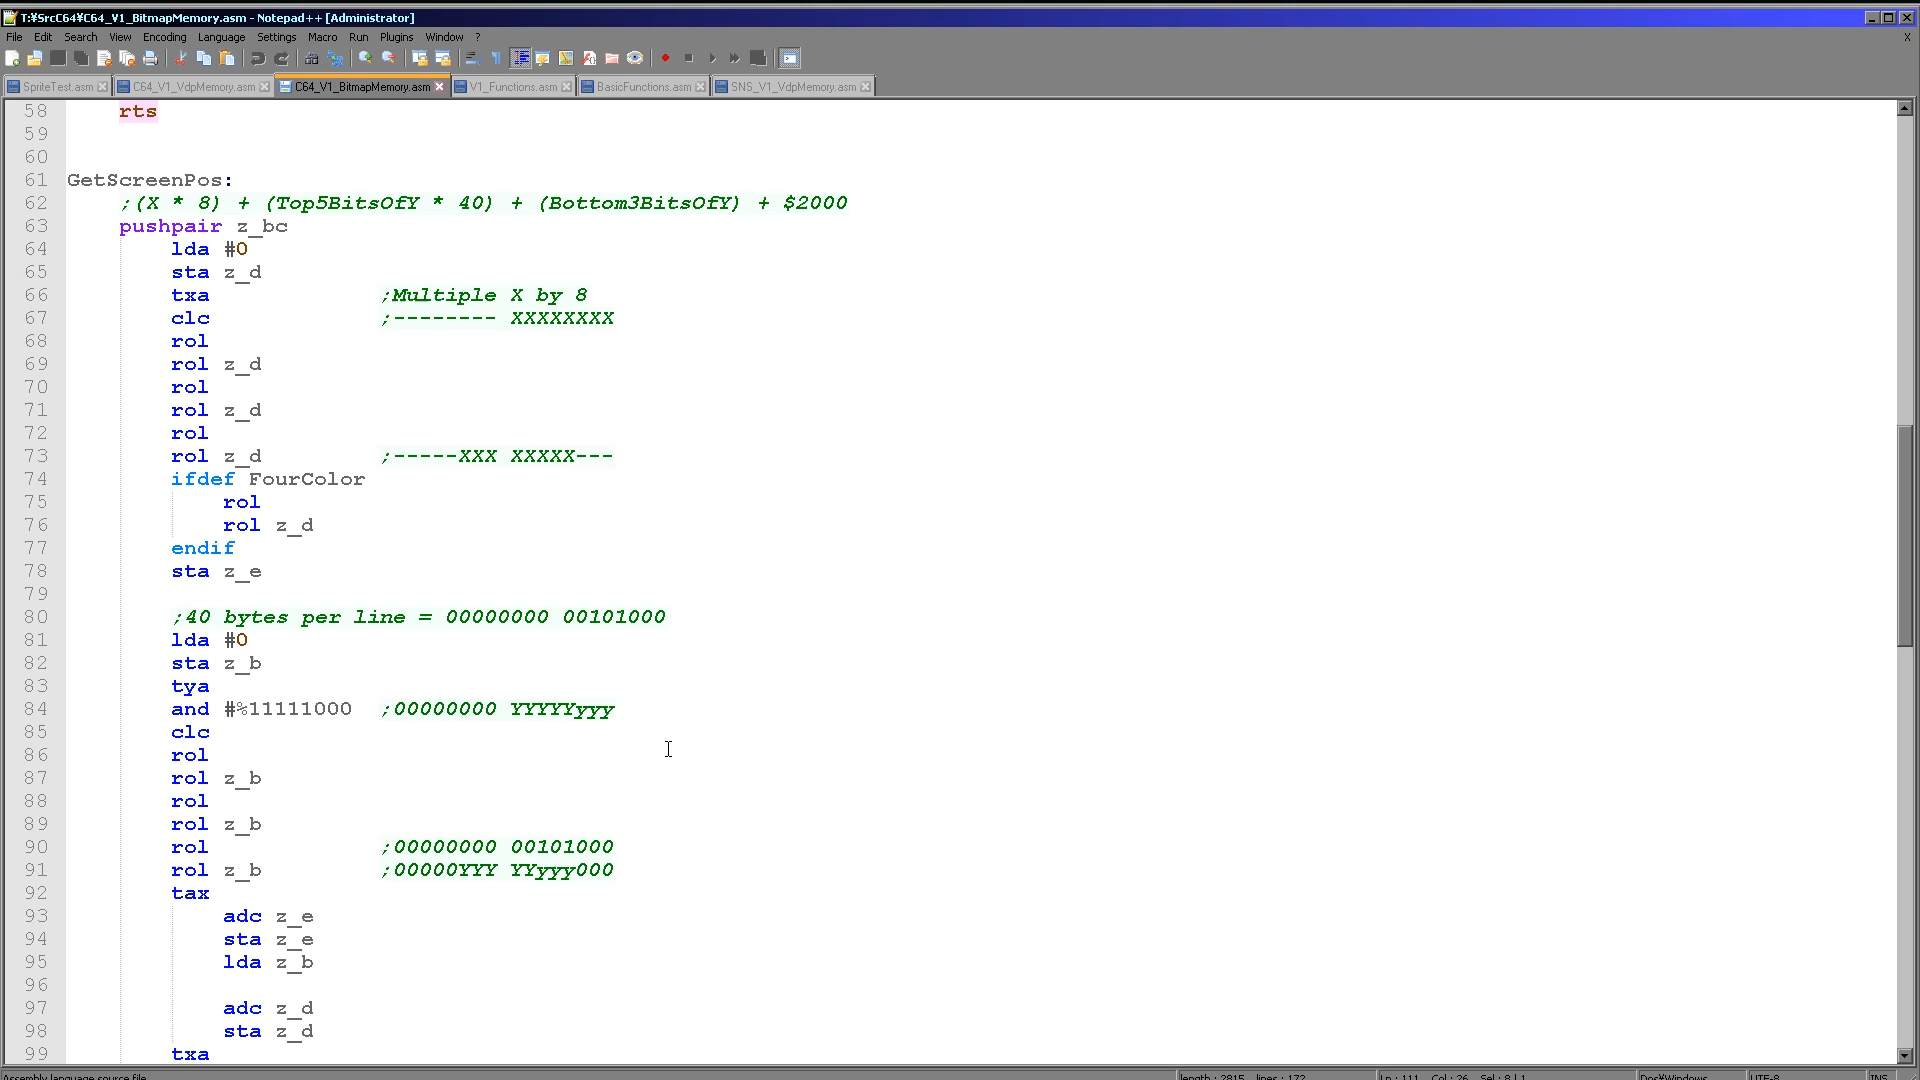 T:¥SrcC64¥C64_V1_BitmapMemory.asm - Notepad++ [Administrator]
File Edit Search View Encoding Language Settings Macro Run Plugins Window ? X
SpriteTest.asm C64_V1_VdpMemory.asm C64_V1_BitmapMemory.asm V1_Functions.asm BasicFunctions.asm SNS_V1_VdpMemory.asm
58 rts
59
60
61 GetScreenPos:
62 ;(X * 8) + (Top5BitsOfY * 40) + (Bottom3BitsOfY) + $2000
63 pushpair z_bc
64 lda #0
65 sta z_d
66 txa ;Multiple X by 8
67 clc ;-------- XXXXXXXX
68 rol
69 rol z_d
70 rol
71 rol z_d
72 rol
73 rol z_d ;-----XXX XXXXX---
74 ifdef FourColor
75 rol
76 rol z_d
77 endif
78 sta z_e
79
80 ;40 bytes per line = 00000000 00101000
81 lda #0
82 sta z_b
83 tya
84 and #%11111000 ;00000000 YYYYYyyy
85 clc
86 rol
87 rol z_b
88 rol
89 rol z_b
90 rol ;00000000 00101000
91 rol z_b ;00000YYY YYyyy000
92 tax
93 adc z_e
94 sta z_e
95 lda z_b
96
97 adc z_d
98 sta z_d
99 txa
Assembly language source file length : 2815 lines : 172 Ln : 111 Col : 26 Sel : 8 | 1 Dos¥Windows UTF-8 INS